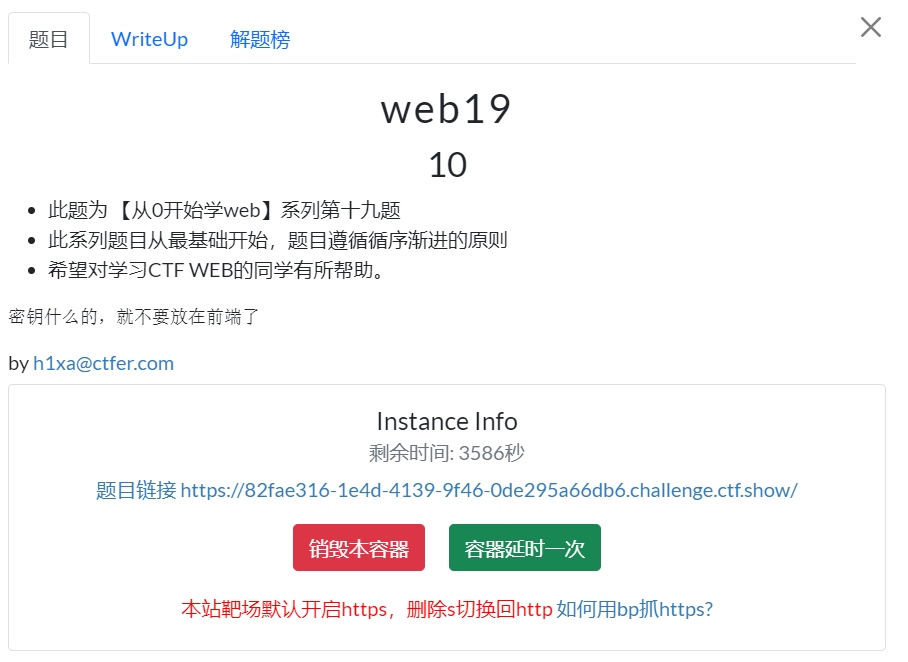 题目 WriteUp 解题榜
web19
10
此题为 【从0开始学web】系列第十九题
此系列题目从最基础开始，题目遵循循序渐进的原则
希望对学习CTF WEB的同学有所帮助。
密钥什么的，就不要放在前端了
by h1xa@ctfer.com
Instance Info
剩余时间: 3586秒
题目链接 https://82fae316-1e4d-4139-9f46-0de295a66db6.challenge.ctf.show/
销毁本容器 容器延时一次
本站靶场默认开启https，删除s切换回http 如何用bp抓https?